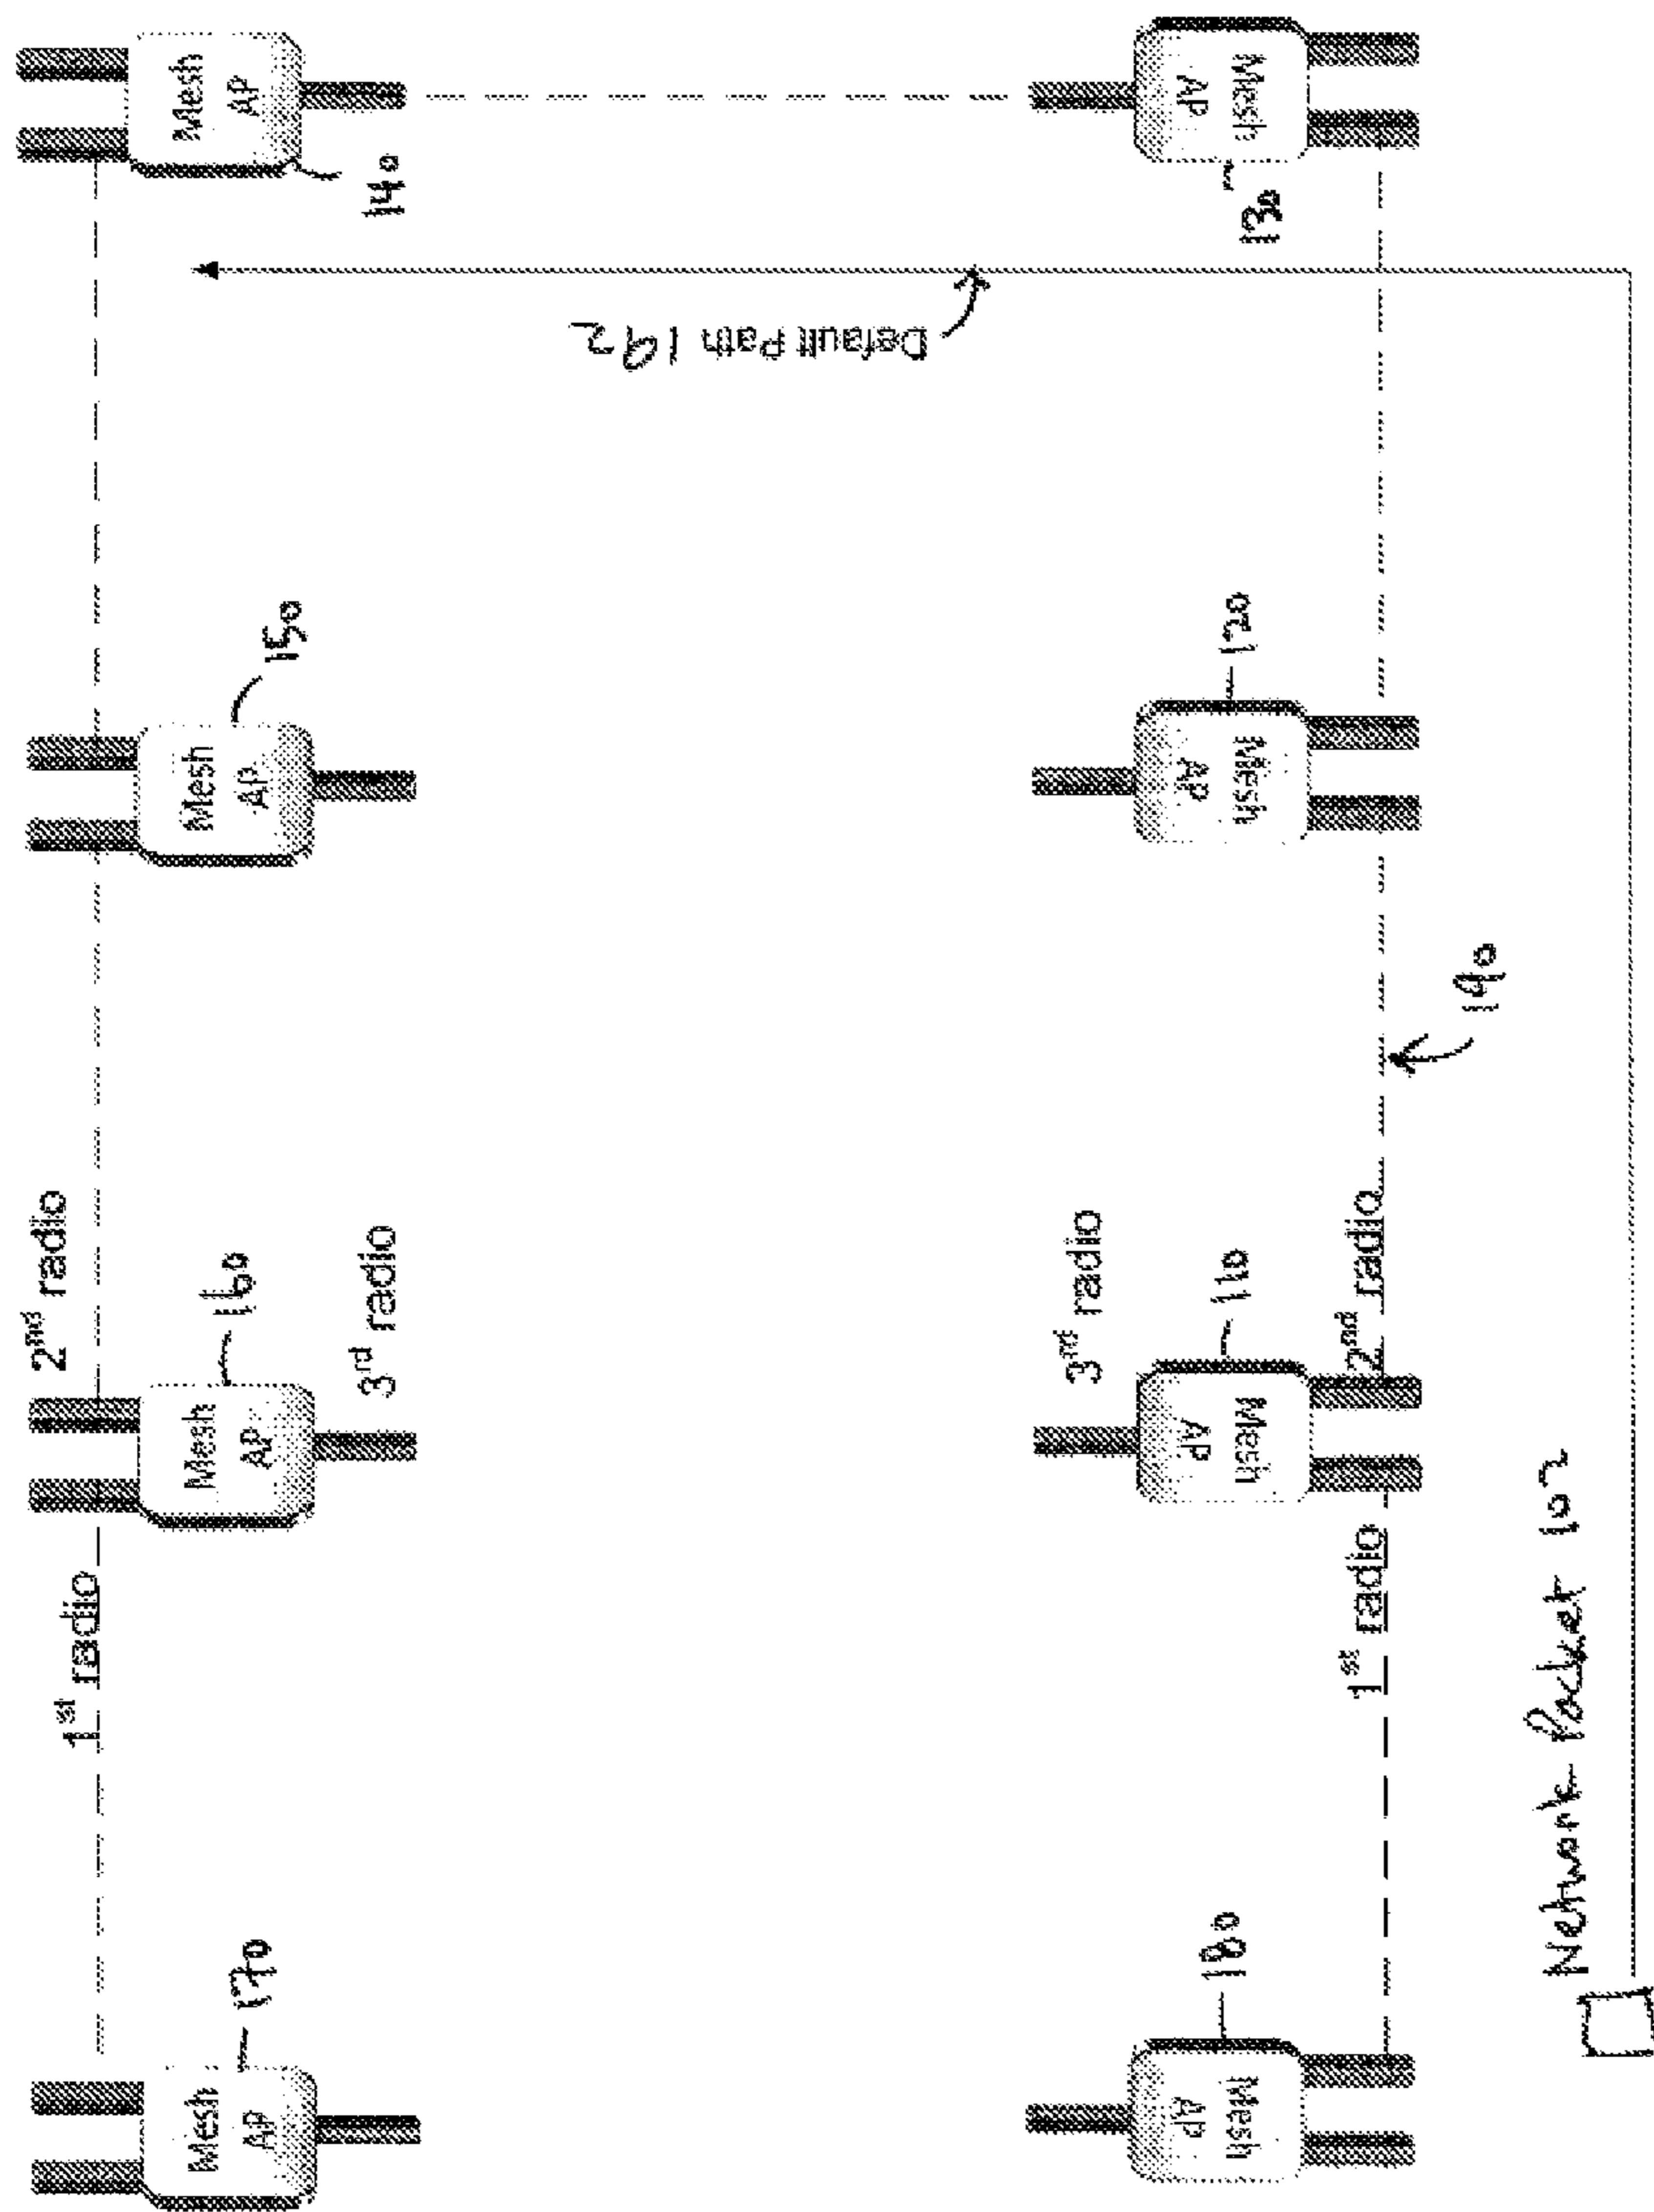 Mesh
AP
170
1st radio
2nd radio
Mesh
AP
160
3rd radio
Mesh
AP
150
Mesh
AP
140
Default Path 192
Mesh
AP
180
1st radio
2nd radio
3rd radio
Mesh
AP
110
190
Mesh
AP
120
Mesh
AP
130
Network Packet 102